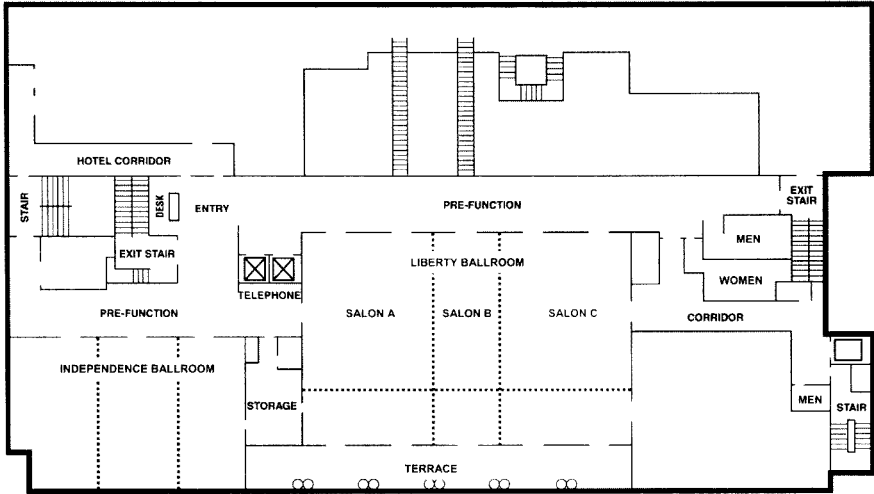 HOTEL CORRIDOR
STAIR
DESK
ENTRY
PRE-FUNCTION
EXIT
STAIR
MEN
EXIT STAIR
LIBERTY BALLROOM
WOMEN
TELEPHONE
PRE-FUNCTION
SALON A
SALON B
SALON C
CORRIDOR
INDEPENDENCE BALLROOM
STORAGE
MEN
STAIR
TERRACE